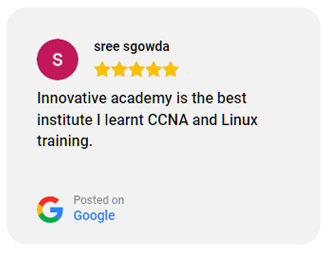 S
sree sgowda
Innovative academy is the best
institute I learnt CCNA and Linux
training.
Posted on
Google